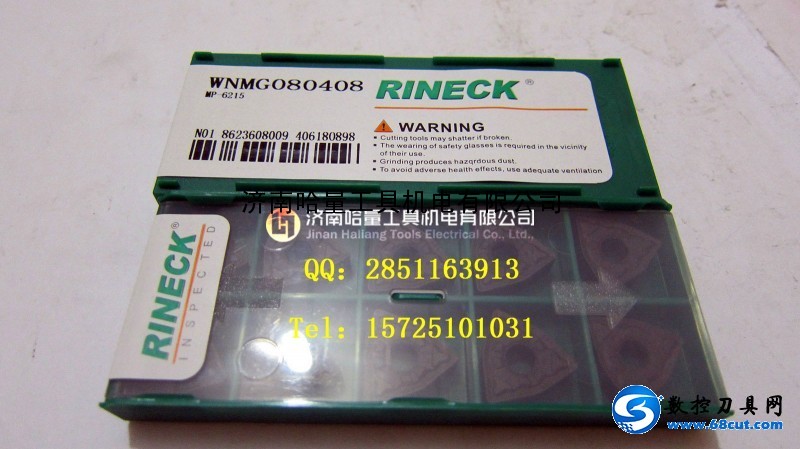 WNMG080408
MP 6215
RINECK®
N01 8623608009 406180898
WARNING
Cutting tools may shatter if broken.
The wearing of safety glasses is required in the vicinity
of their use.
Grinding produces hazqrdous dust.
To avoid adverse health effects, use adequate ventilation
济南哈量工具机电有限公司
济南哈量工具机电有限公司
Jinan Haliang Tools Electrical Co., Ltd.
RINECK®
INSPECTED
QQ：2851163913
Tel：15725101031
数控刀具网
www.68cut.com